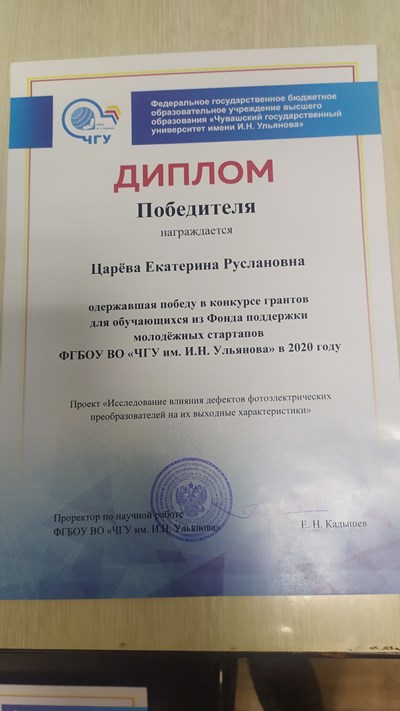 Федеральное государственное бюджетное
образовательное учреждение высшего
образования «Чувашский государственный
университет имени И.Н. Ульянова»
ЧГУ
ДИПЛОМ
Победителя
награждается
Царёва Екатерина Руслановна
одержавшая победу в конкурсе грантов
для обучающихся из Фонда поддержки
молодёжных стартапов
ФГБОУ ВО «ЧГУ им. И.Н. Ульянова» в 2020 году
Проект «Исследование влияния дефектов фотоэлектрических
преобразователей на их выходные характеристики»
Проректор по научной работе
ФГБОУ ВО «ЧГУ им. И.Н. Ульянова»
Е. Н. Кадышев